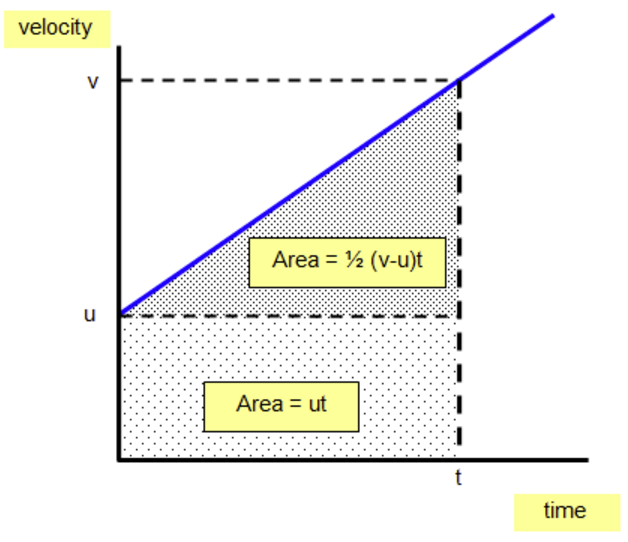 velocity
v
Area = ½ (v-u)t
u
Area = ut
t
time